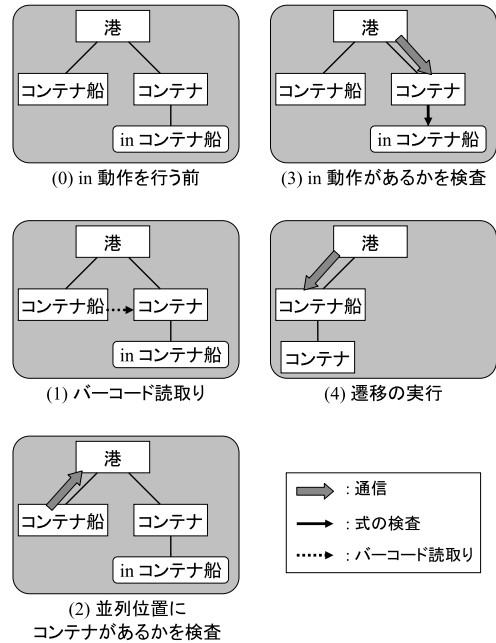 港
コンテナ船
コンテナ
in コンテナ船
(0) in 動作を行う前
港
コンテナ船
コンテナ
in コンテナ船
(3) in 動作があるかを検査
港
コンテナ船
コンテナ
in コンテナ船
(1) バーコード読取り
港
コンテナ船
コンテナ
(4) 遷移の実行
港
コンテナ船
コンテナ
in コンテナ船
(2) 並列位置に
コンテナがあるかを検査
: 通信
: 式の検査
: バーコード読取り